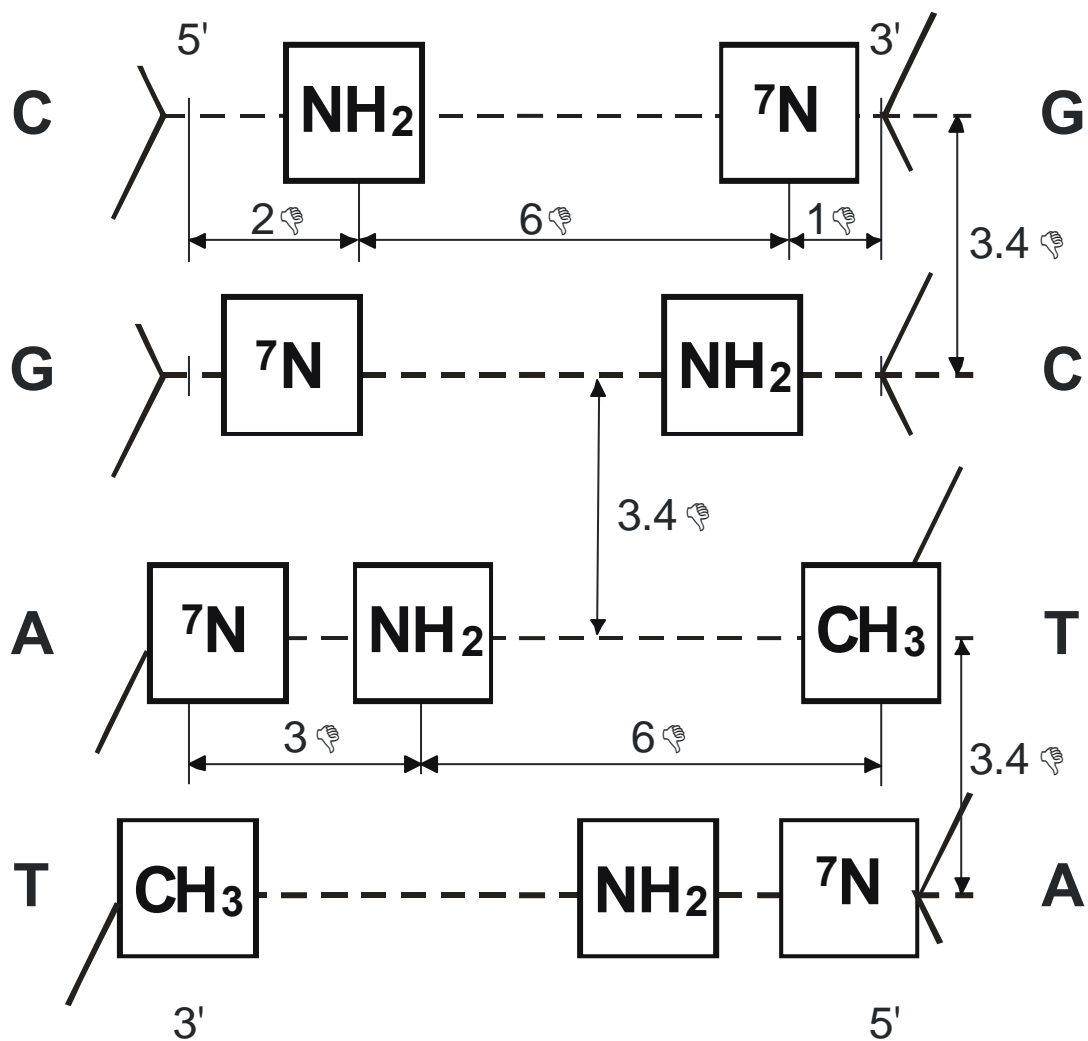 5' 3'
C NH2 ⁷N G
2👎 6👎 1👎
3.4 👎
G ⁷N NH2 C
3.4 👎
A ⁷N NH2 CH3 T
3 👎 6👎
3.4 👎
T CH3 NH2 ⁷N A
3' 5'